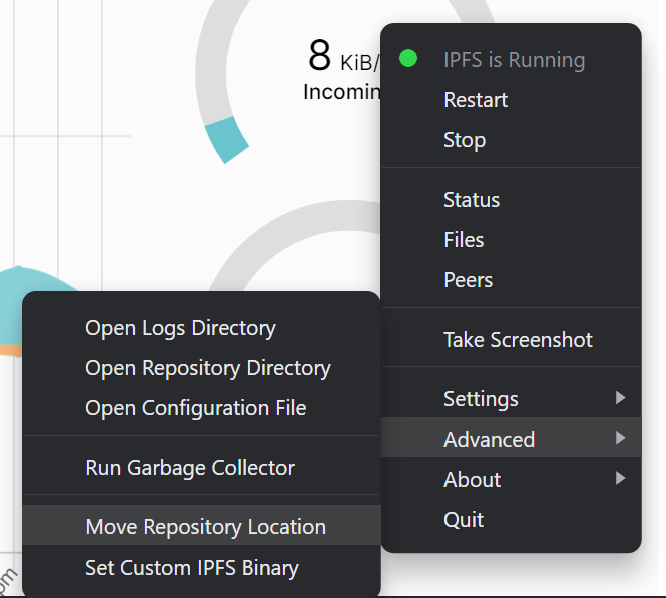 8 KiB/
Incomin
IPFS is Running
Restart
Stop
Status
Files
Peers
Take Screenshot
Settings
Advanced
About
Quit
Open Logs Directory
Open Repository Directory
Open Configuration File
Run Garbage Collector
Move Repository Location
Set Custom IPFS Binary
pm